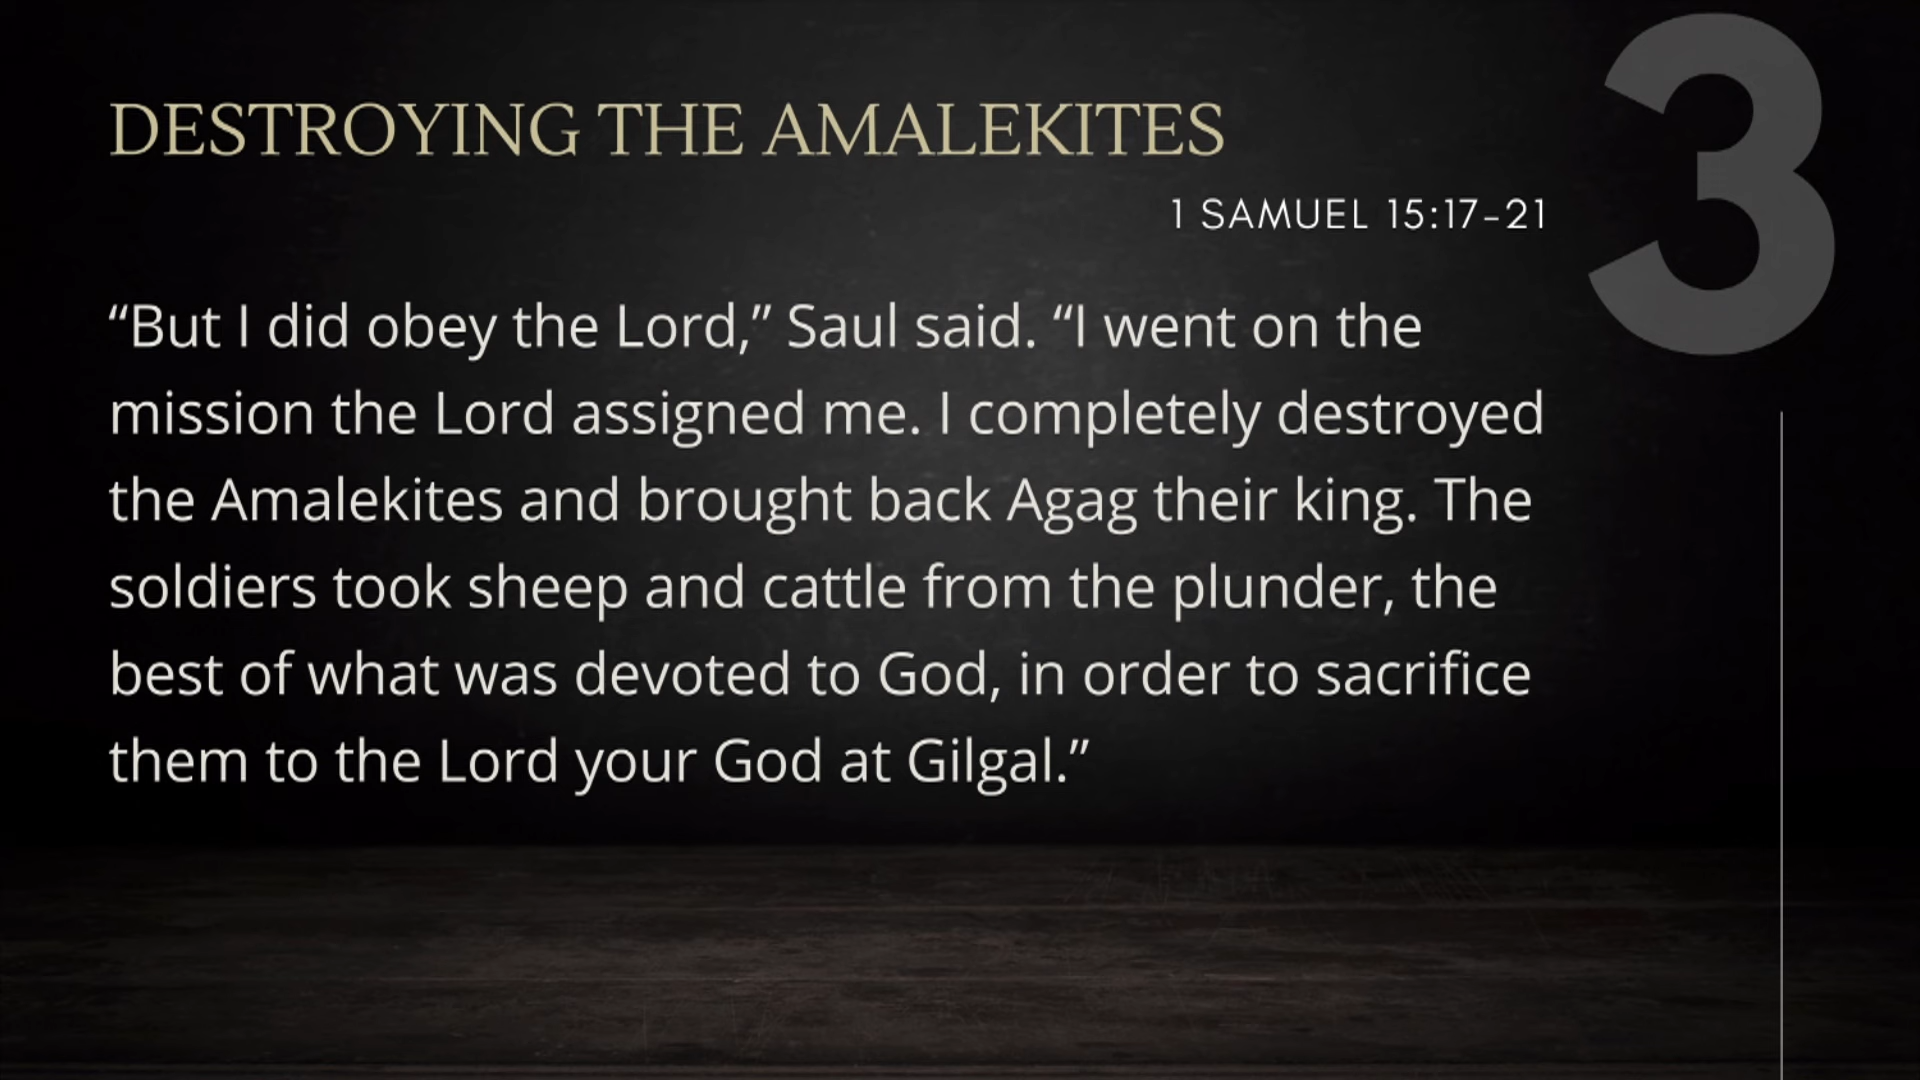 3
DESTROYING THE AMALEKITES
1 SAMUEL 15:17-21
“But I did obey the Lord,” Saul said. “I went on the
mission the Lord assigned me. I completely destroyed
the Amalekites and brought back Agag their king. The
soldiers took sheep and cattle from the plunder, the
best of what was devoted to God, in order to sacrifice
them to the Lord your God at Gilgal.”